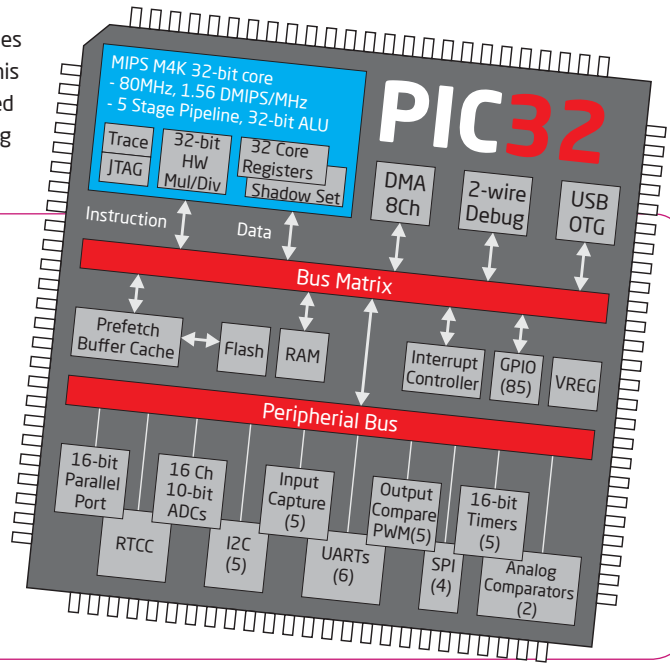 es
his
ed
g
MIPS M4K 32-bit core
- 80MHz, 1.56 DMIPS/MHz
- 5 Stage Pipeline, 32-bit ALU
Trace
JTAG
32-bit
HW
Mul/Div
32 Core
Registers
Shadow Set
PIC32
DMA
8Ch
2-wire
Debug
USB
OTG
Instruction
Data
Bus Matrix
Prefetch
Buffer Cache
Flash
RAM
Interrupt
Controller
GPIO
(85)
VREG
Peripherial Bus
16-bit
Parallel
Port
RTCC
16 Ch
10-bit
ADCs
I2C
(5)
Input
Capture
(5)
UARTs
(6)
Output
Compare
PWM(5)
SPI
(4)
16-bit
Timers
(5)
Analog
Comparators
(2)